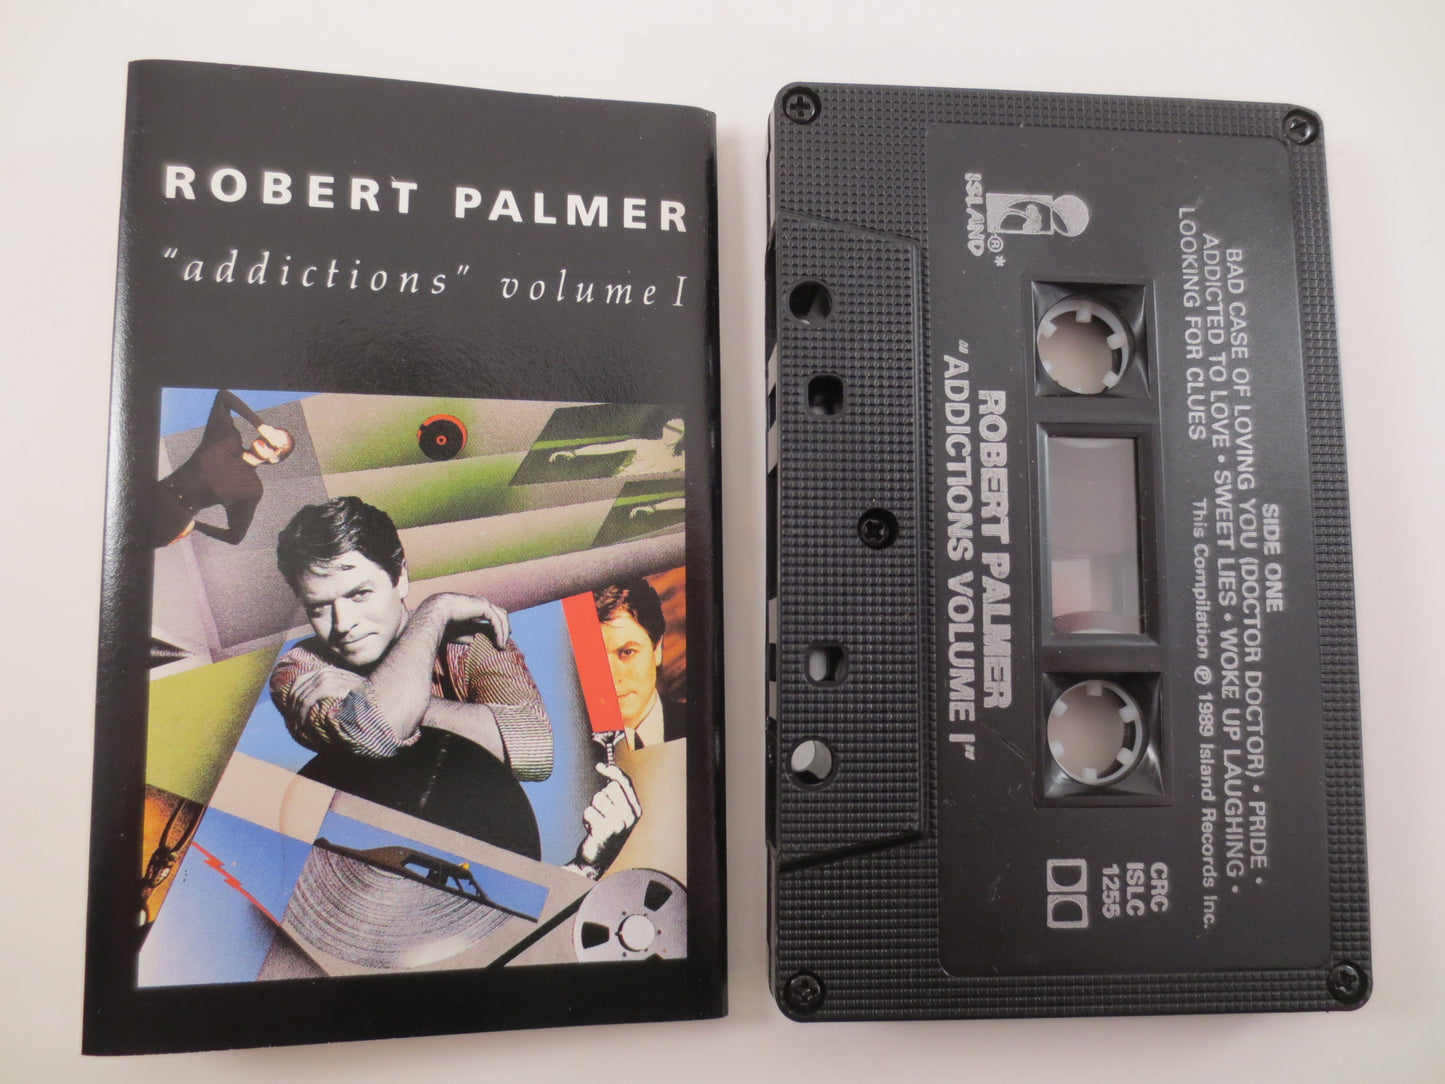 ROBERT PALMER
"addictions" volume I
ISLAND®*
ROBERT PALMER
"ADDICTIONS VOLUME I"
SIDE ONE
BAD CASE OF LOVING YOU (DOCTOR DOCTOR) • PRIDE •
ADDICTED TO LOVE • SWEET LIES • WOKE UP LAUGHING •
LOOKING FOR CLUES
This Compilation ℗ 1989 Island Records Inc.
CRC
ISLC
1255